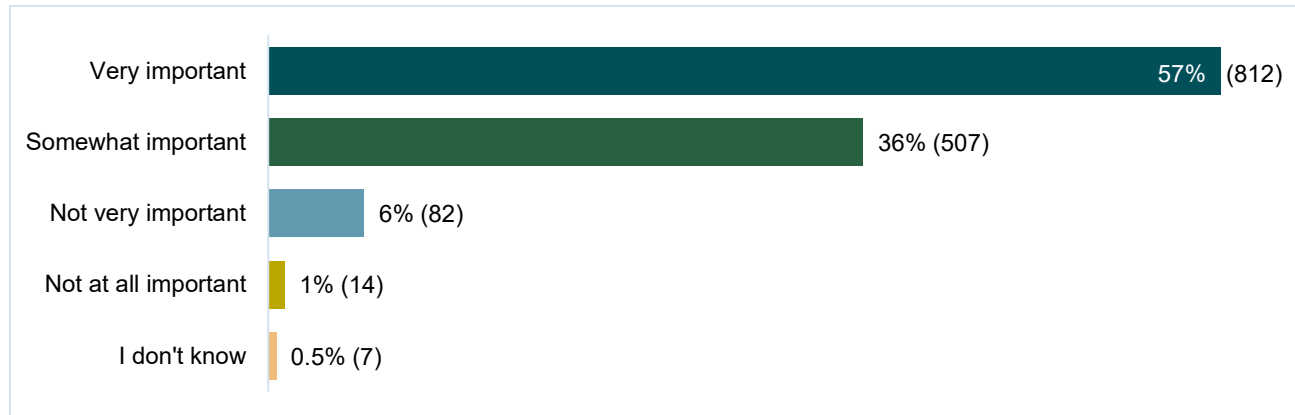 Very important 57% (812)
Somewhat important 36% (507)
Not very important 6% (82)
Not at all important 1% (14)
I don't know 0.5% (7)